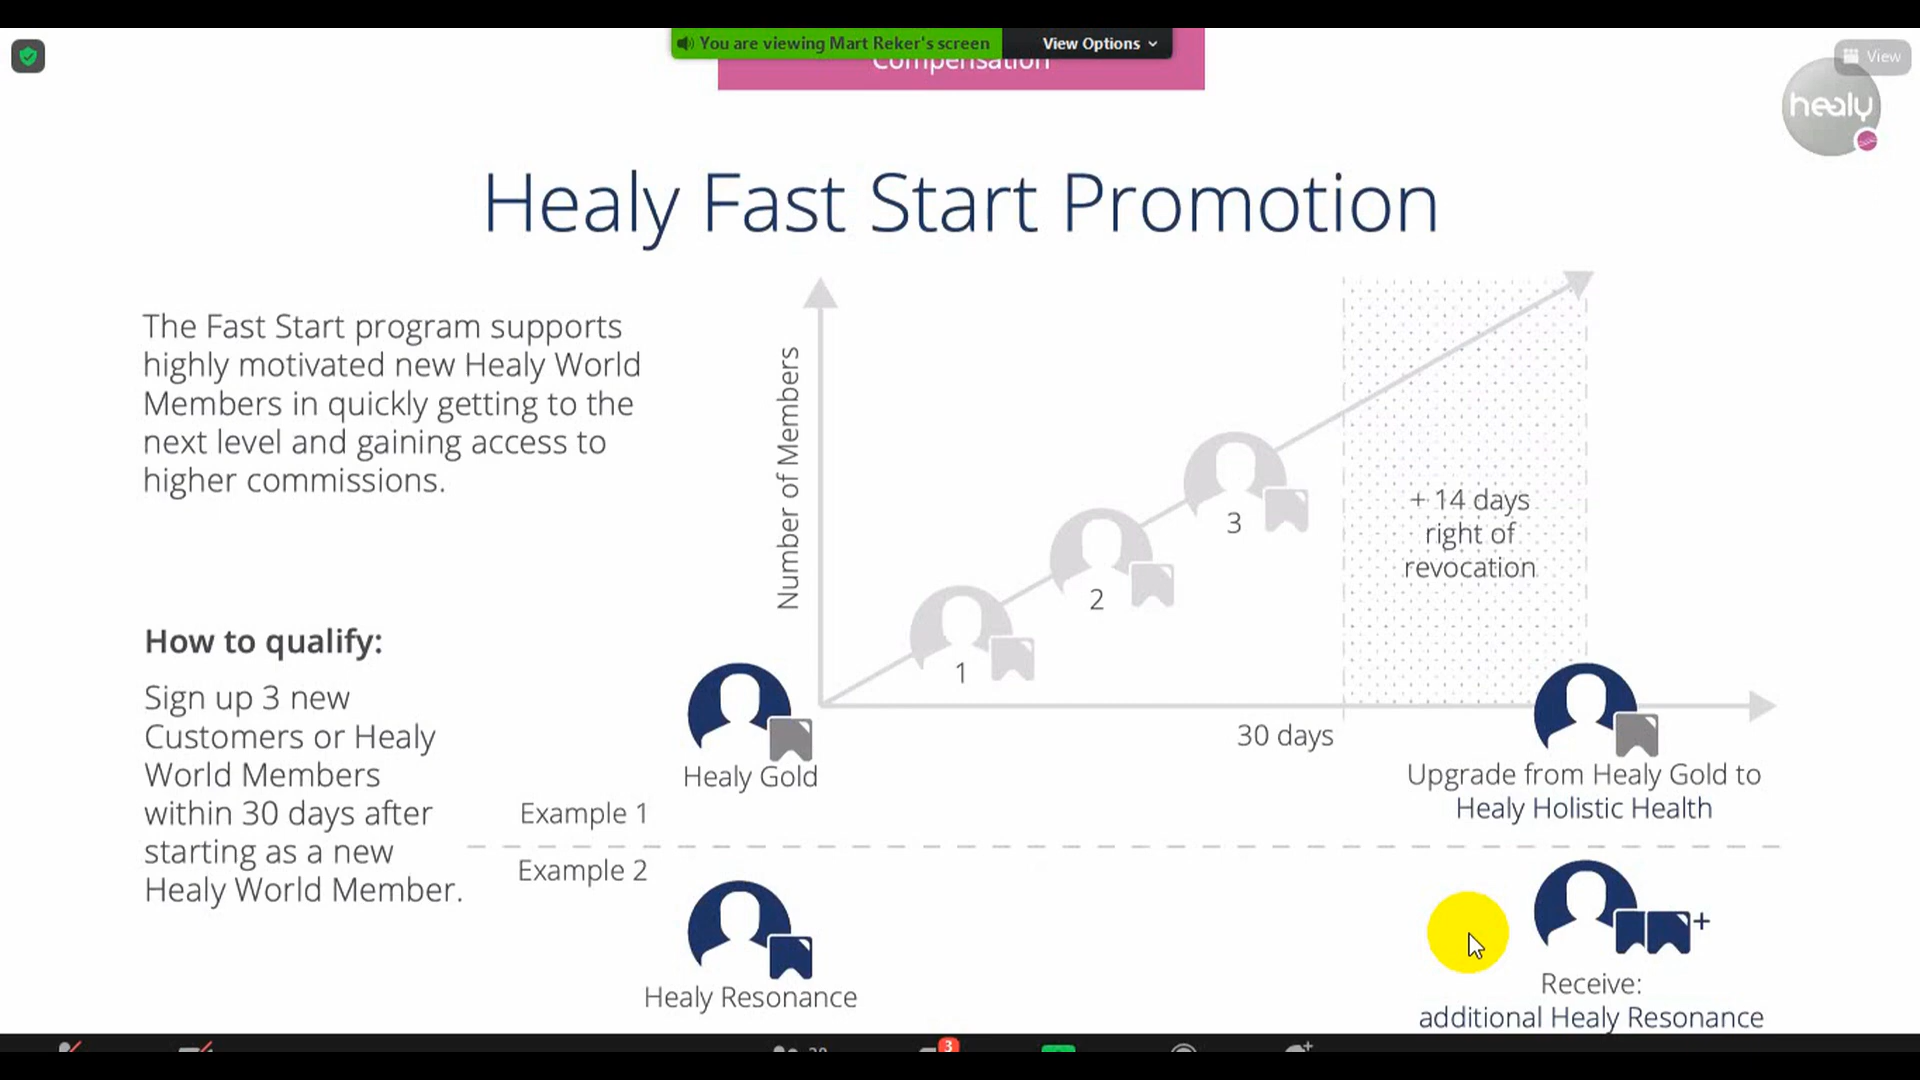 You are viewing Mart Reker's screen
View Options
Compensation
View
healy
Healy Fast Start Promotion
The Fast Start program supports
highly motivated new Healy World
Members in quickly getting to the
next level and gaining access to
higher commissions.
How to qualify:
Sign up 3 new
Customers or Healy
World Members
within 30 days after
starting as a new
Healy World Member.
Number of Members
1
2
3
+ 14 days
right of
revocation
30 days
Healy Gold
Upgrade from Healy Gold to
Healy Holistic Health
Example 1
Example 2
Healy Resonance
+
Receive:
additional Healy Resonance
3